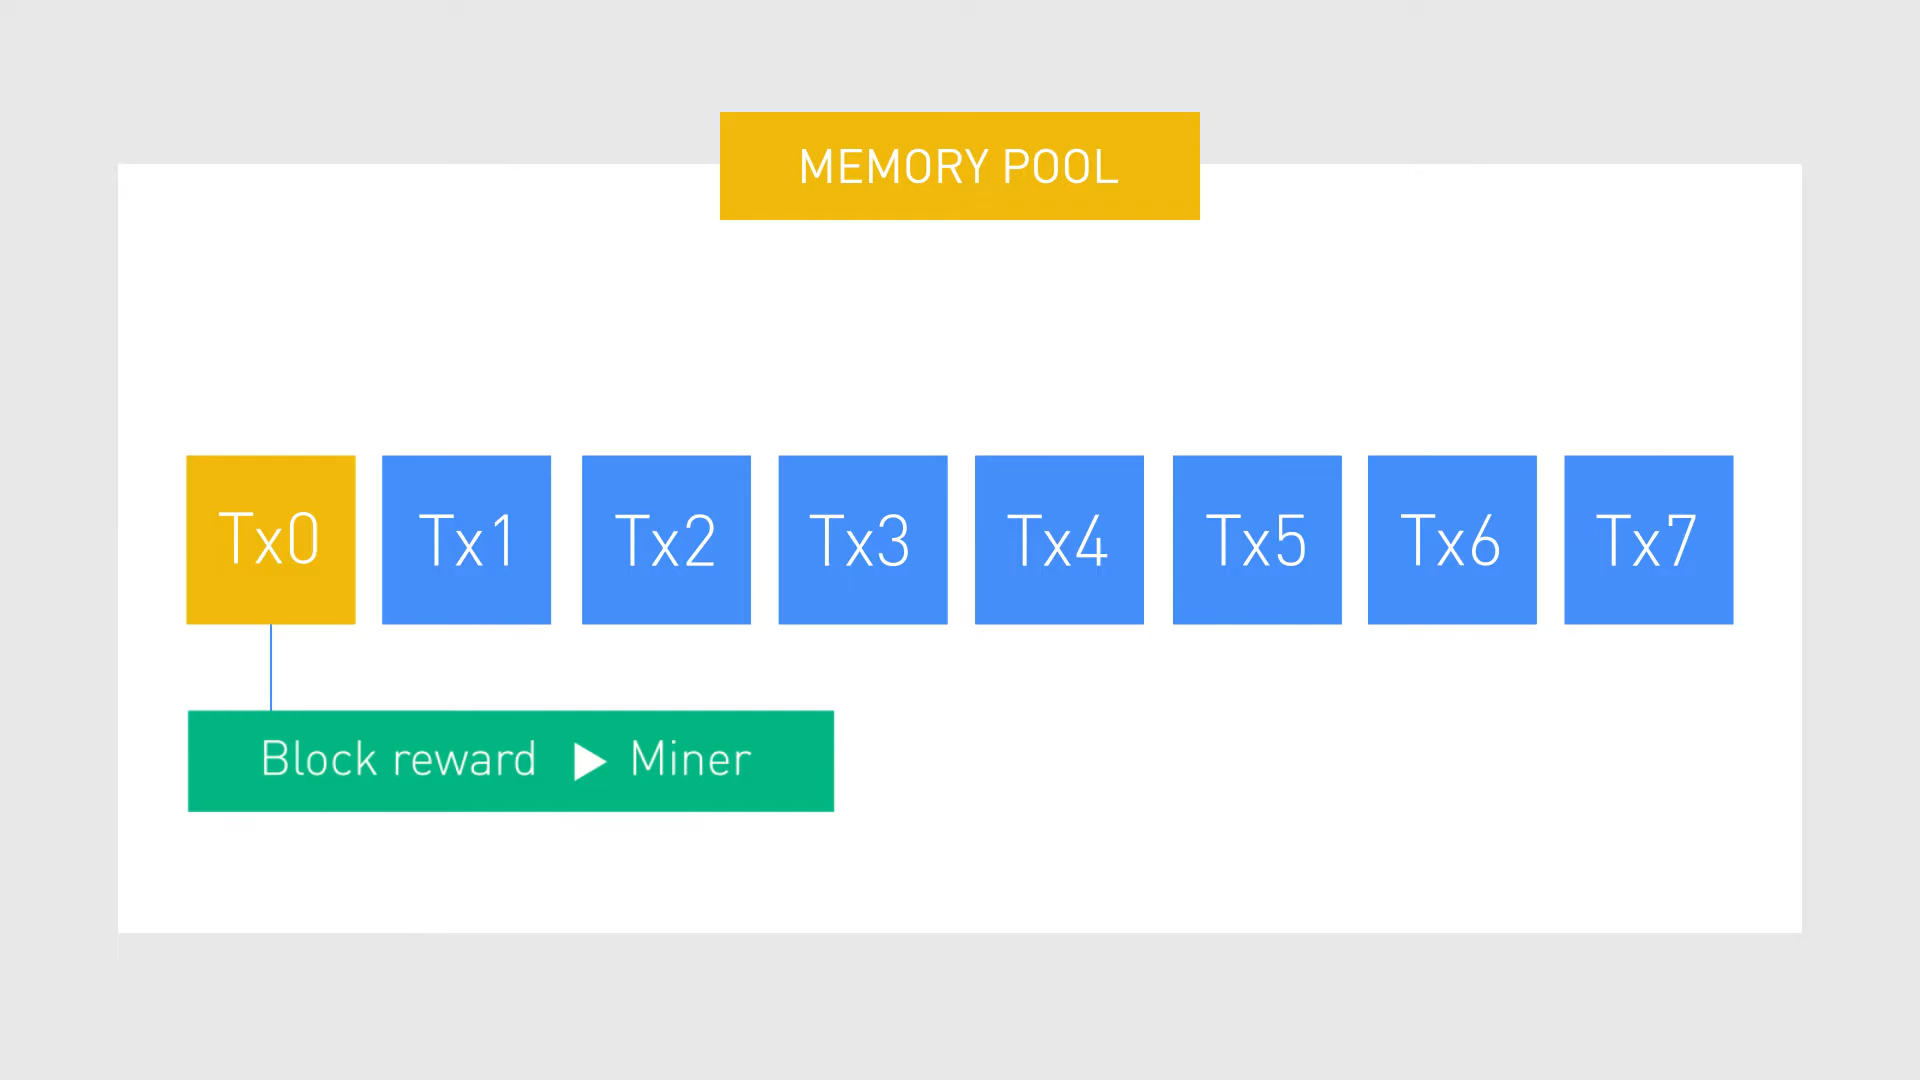 MEMORY POOL
Tx0 Tx1 Tx2 Tx3 Tx4 Tx5 Tx6 Tx7
Block reward ▶ Miner